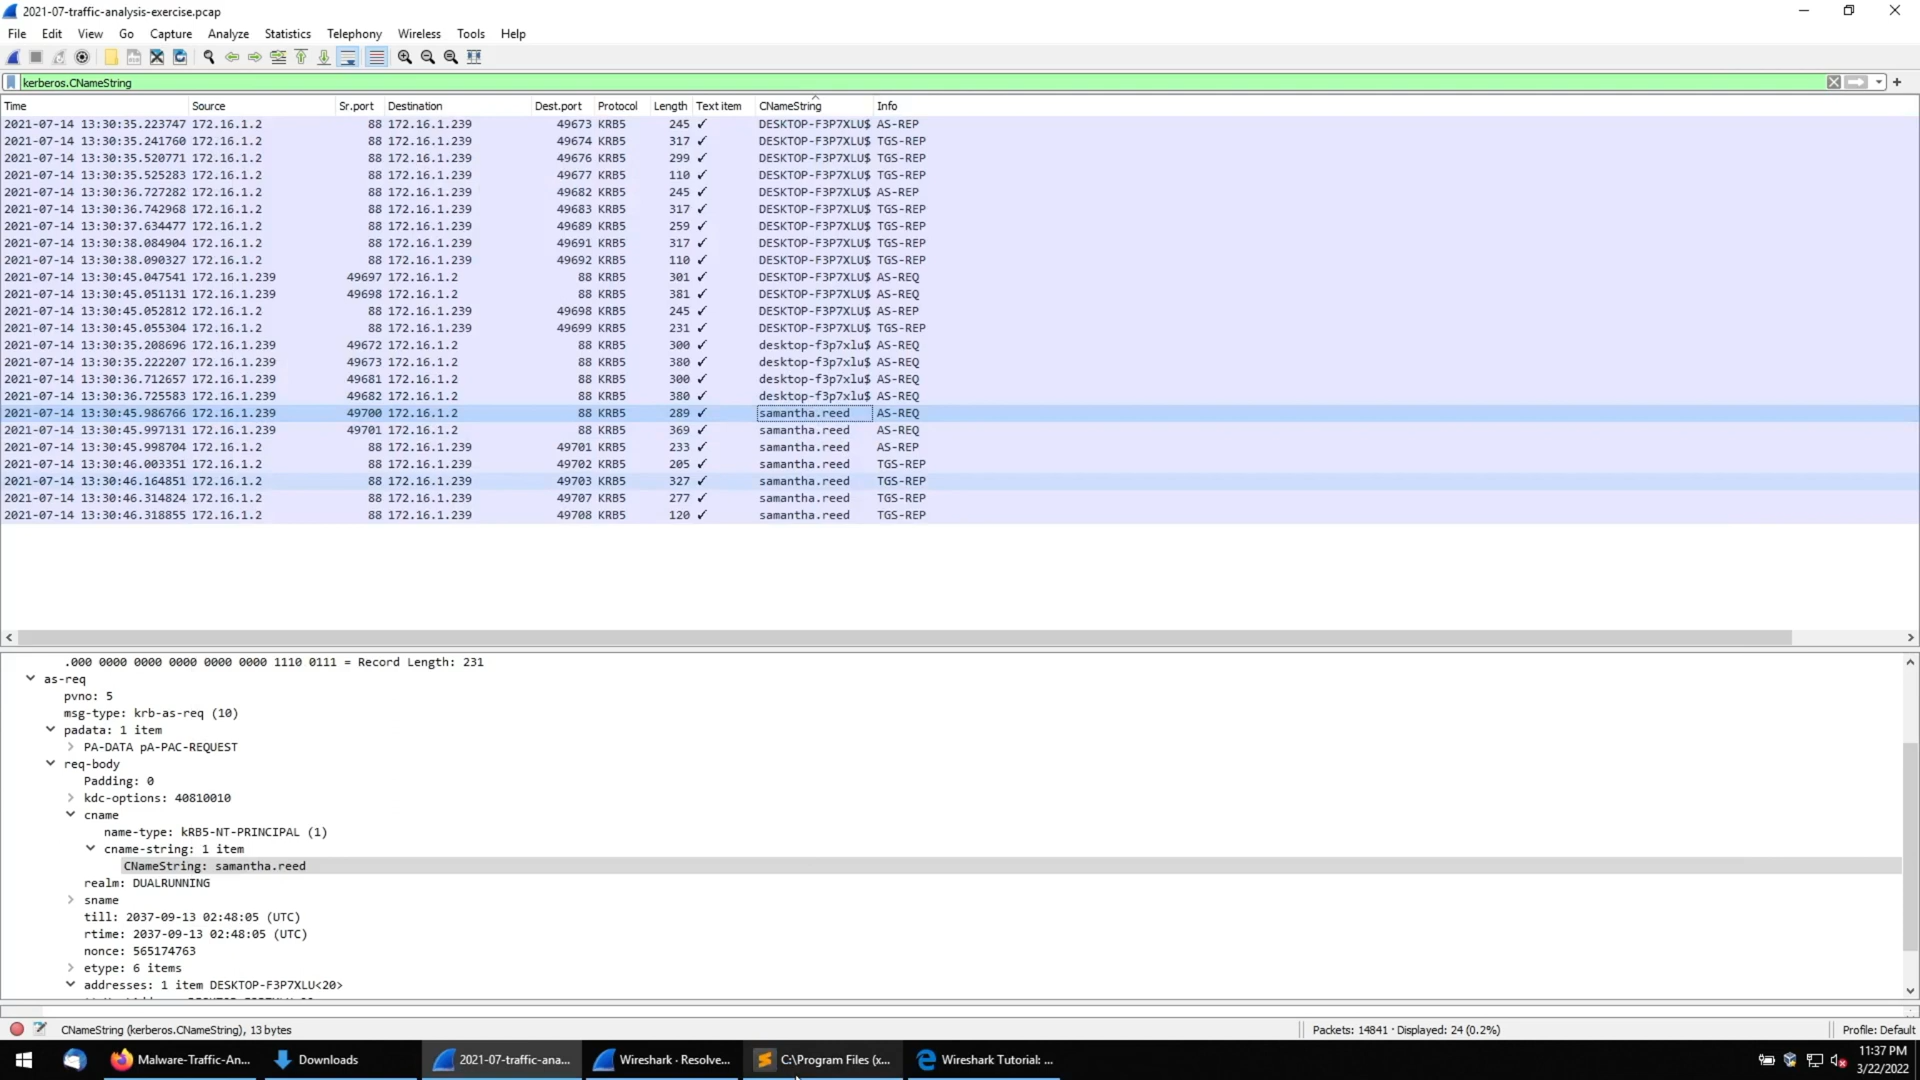 2021-07-traffic-analysis-exercise.pcap
File Edit View Go Capture Analyze Statistics Telephony Wireless Tools Help
kerberos.CNameString
Time Source Sr.port Destination Dest.port Protocol Length Text item CNameString Info
2021-07-14 13:30:35.223747 172.16.1.2 88 172.16.1.239 49673 KRB5 245 ✓ DESKTOP-F3P7XLU$ AS-REP
2021-07-14 13:30:35.241760 172.16.1.2 88 172.16.1.239 49674 KRB5 317 ✓ DESKTOP-F3P7XLU$ TGS-REP
2021-07-14 13:30:35.520771 172.16.1.2 88 172.16.1.239 49676 KRB5 299 ✓ DESKTOP-F3P7XLU$ TGS-REP
2021-07-14 13:30:35.525283 172.16.1.2 88 172.16.1.239 49677 KRB5 110 ✓ DESKTOP-F3P7XLU$ TGS-REP
2021-07-14 13:30:36.727282 172.16.1.2 88 172.16.1.239 49682 KRB5 245 ✓ DESKTOP-F3P7XLU$ AS-REP
2021-07-14 13:30:36.742968 172.16.1.2 88 172.16.1.239 49683 KRB5 317 ✓ DESKTOP-F3P7XLU$ TGS-REP
2021-07-14 13:30:37.634477 172.16.1.2 88 172.16.1.239 49689 KRB5 259 ✓ DESKTOP-F3P7XLU$ TGS-REP
2021-07-14 13:30:38.084904 172.16.1.2 88 172.16.1.239 49691 KRB5 317 ✓ DESKTOP-F3P7XLU$ TGS-REP
2021-07-14 13:30:38.090327 172.16.1.2 88 172.16.1.239 49692 KRB5 110 ✓ DESKTOP-F3P7XLU$ TGS-REP
2021-07-14 13:30:45.047541 172.16.1.239 49697 172.16.1.2 88 KRB5 301 ✓ DESKTOP-F3P7XLU$ AS-REQ
2021-07-14 13:30:45.051131 172.16.1.239 49698 172.16.1.2 88 KRB5 381 ✓ DESKTOP-F3P7XLU$ AS-REQ
2021-07-14 13:30:45.052812 172.16.1.2 88 172.16.1.239 49698 KRB5 245 ✓ DESKTOP-F3P7XLU$ AS-REP
2021-07-14 13:30:45.055304 172.16.1.2 88 172.16.1.239 49699 KRB5 231 ✓ DESKTOP-F3P7XLU$ TGS-REP
2021-07-14 13:30:35.208696 172.16.1.239 49672 172.16.1.2 88 KRB5 300 ✓ desktop-f3p7xlu$ AS-REQ
2021-07-14 13:30:35.222207 172.16.1.239 49673 172.16.1.2 88 KRB5 380 ✓ desktop-f3p7xlu$ AS-REQ
2021-07-14 13:30:36.712657 172.16.1.239 49681 172.16.1.2 88 KRB5 300 ✓ desktop-f3p7xlu$ AS-REQ
2021-07-14 13:30:36.725583 172.16.1.239 49682 172.16.1.2 88 KRB5 380 ✓ desktop-f3p7xlu$ AS-REQ
2021-07-14 13:30:45.986766 172.16.1.239 49700 172.16.1.2 88 KRB5 289 ✓ samantha.reed AS-REQ
2021-07-14 13:30:45.997131 172.16.1.239 49701 172.16.1.2 88 KRB5 369 ✓ samantha.reed AS-REQ
2021-07-14 13:30:45.998704 172.16.1.2 88 172.16.1.239 49701 KRB5 233 ✓ samantha.reed AS-REP
2021-07-14 13:30:46.003351 172.16.1.2 88 172.16.1.239 49702 KRB5 205 ✓ samantha.reed TGS-REP
2021-07-14 13:30:46.164851 172.16.1.2 88 172.16.1.239 49703 KRB5 327 ✓ samantha.reed TGS-REP
2021-07-14 13:30:46.314824 172.16.1.2 88 172.16.1.239 49707 KRB5 277 ✓ samantha.reed TGS-REP
2021-07-14 13:30:46.318855 172.16.1.2 88 172.16.1.239 49708 KRB5 120 ✓ samantha.reed TGS-REP
.000 0000 0000 0000 0000 0000 1110 0111 = Record Length: 231
as-req
pvno: 5
msg-type: krb-as-req (10)
padata: 1 item
PA-DATA pA-PAC-REQUEST
req-body
Padding: 0
kdc-options: 40810010
cname
name-type: kRB5-NT-PRINCIPAL (1)
cname-string: 1 item
CNameString: samantha.reed
realm: DUALRUNNING
sname
till: 2037-09-13 02:48:05 (UTC)
rtime: 2037-09-13 02:48:05 (UTC)
nonce: 565174763
etype: 6 items
addresses: 1 item DESKTOP-F3P7XLU<20>
CNameString (kerberos.CNameString), 13 bytes Packets: 14841 · Displayed: 24 (0.2%) Profile: Default
Malware-Traffic-An... Downloads 2021-07-traffic-ana... Wireshark · Resolve... C:\Program Files (x... Wireshark Tutorial: ... 11:37 PM
3/22/2022